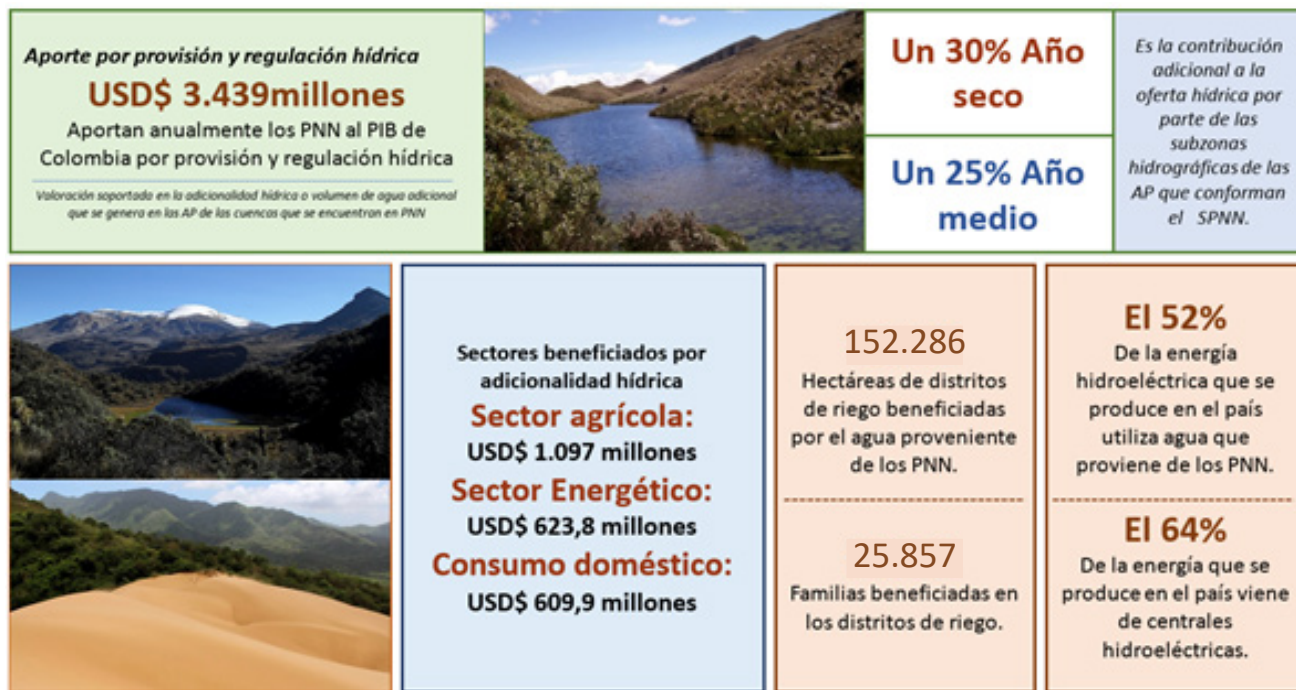 Aporte por provisión y regulación hídrica
USD$ 3.439millones
Aportan anualmente los PNN al PIB de
Colombia por provisión y regulación hídrica
Valoración soportada en la adicionalidad hídrica o volumen de agua adicional
que se genera en las AP de las cuencas que se encuentran en PNN
Un 30% Año
seco
Un 25% Año
medio
Es la contribución
adicional a la
oferta hídrica por
parte de las
subzonas
hidrográficas de las
AP que conforman
el SPNN.
Sectores beneficiados por
adicionalidad hídrica
Sector agrícola:
USD$ 1.097 millones
Sector Energético:
USD$ 623,8 millones
Consumo doméstico:
USD$ 609,9 millones
152.286
Hectáreas de distritos
de riego beneficiadas
por el agua proveniente
de los PNN.
25.857
Familias beneficiadas en
los distritos de riego.
El 52%
De la energía
hidroeléctrica que se
produce en el país
utiliza agua que
proviene de los PNN.
El 64%
De la energía que se
produce en el país viene
de centrales
hidroeléctricas.